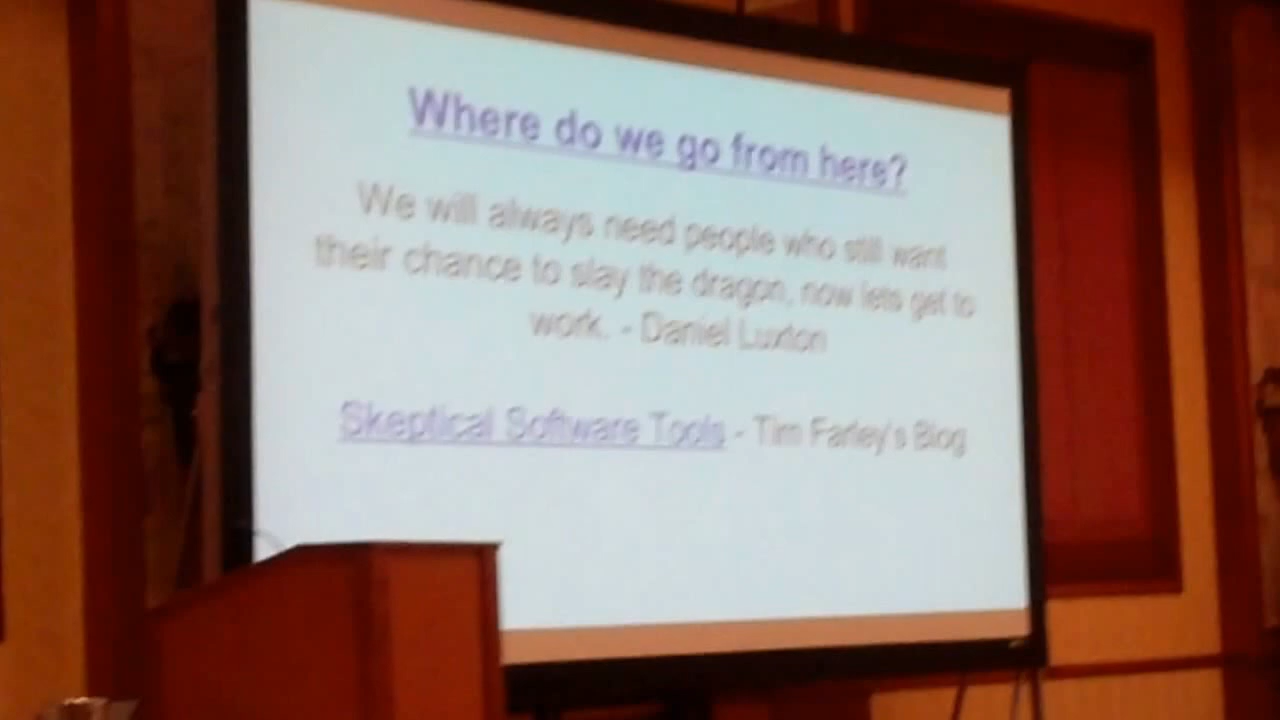 Where do we go from here?
We will always need people who still want
their chance to slay the dragon, now lets get to
work. - Daniel Luxton
Skeptical Software Tools - Tim Farley's Blog